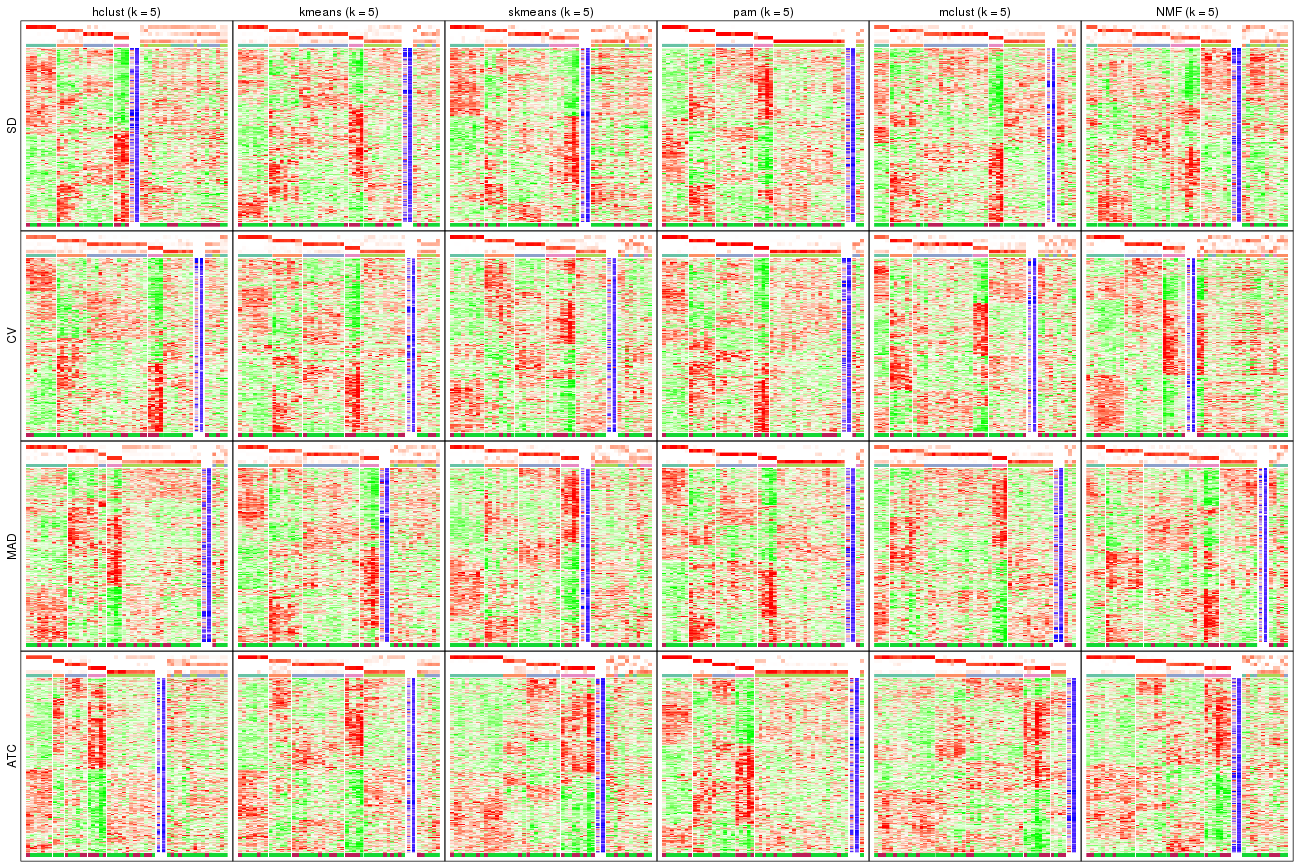 hclust (k = 5) kmeans (k = 5) skmeans (k = 5) pam (k = 5) mclust (k = 5) NMF (k = 5)
SD
CV
MAD
ATC